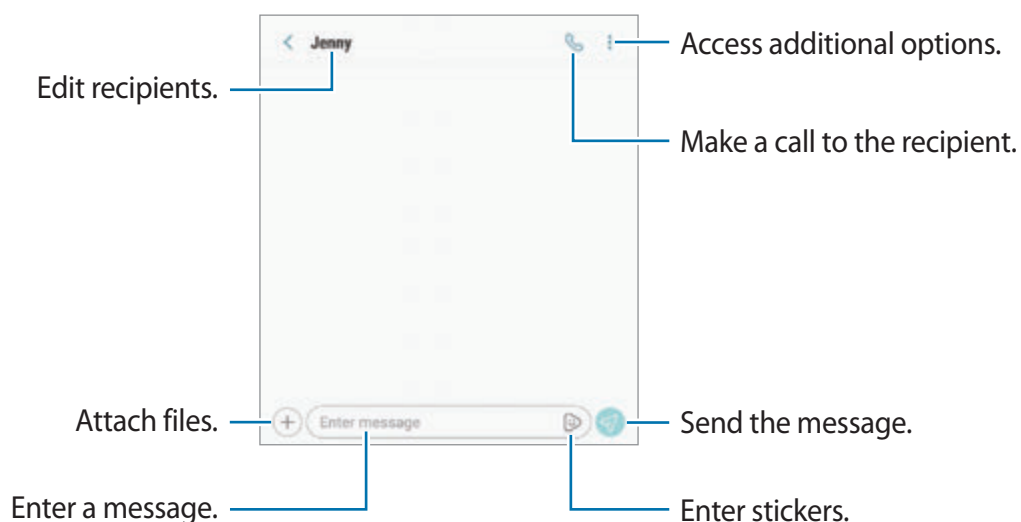 Jenny
Access additional options.
Edit recipients.
Make a call to the recipient.
Attach files.
Enter message
Send the message.
Enter a message.
Enter stickers.